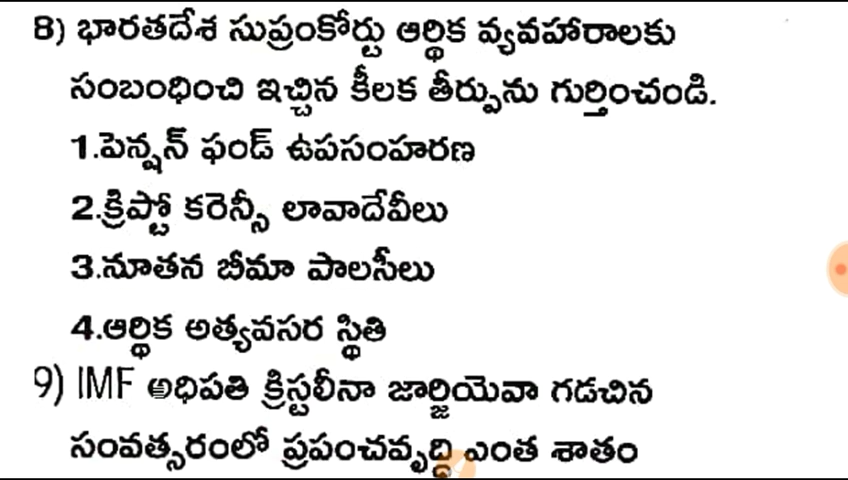 8) భారతదేశ సుప్రంకోర్టు ఆర్థిక వ్యవహారాలకు
సంబంధించి ఇచ్చిన కీలక తీర్పును గుర్తించండి.
1.పెన్షన్ ఫండ్ ఉపసంహరణ
2.క్రిప్టో కరెన్సీ లావాదేవీలు
3.నూతన బీమా పాలసీలు
4.ఆర్థిక అత్యవసర స్థితి
9) IMF అధిపతి క్రిస్టలీనా జార్జియెవా గడచిన
సంవత్సరంలో ప్రపంచవృద్ధి ఎంత శాతం